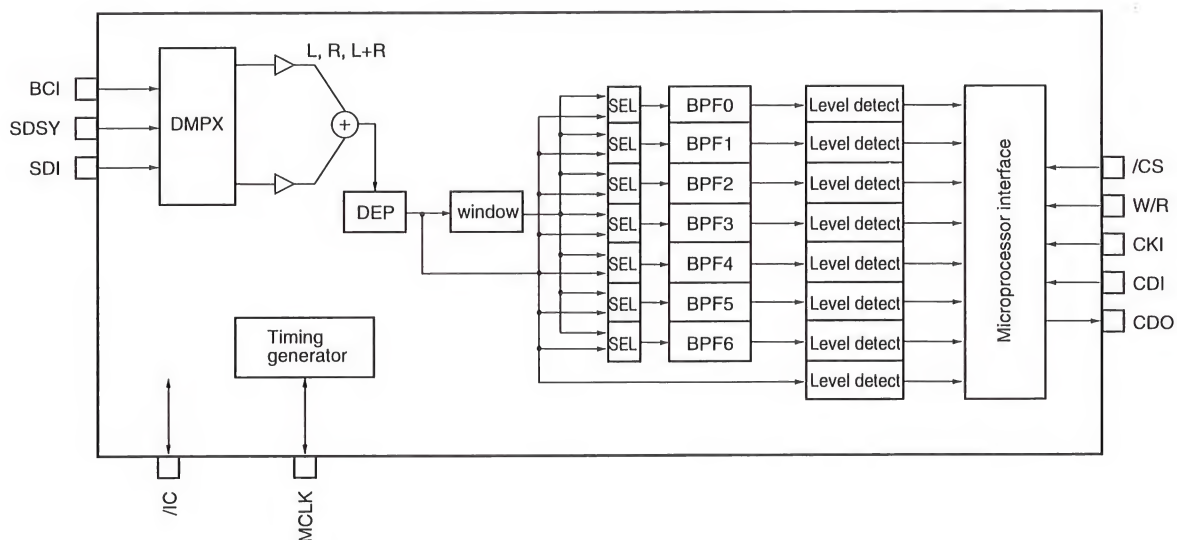 L, R, L+R
BCI
SDSY
SDI
DMPX
+
DEP
window
SEL
SEL
SEL
SEL
SEL
SEL
SEL
BPF0
BPF1
BPF2
BPF3
BPF4
BPF5
BPF6
Level detect
Level detect
Level detect
Level detect
Level detect
Level detect
Level detect
Level detect
Microprocessor interface
/CS
W/R
CKI
CDI
CDO
Timing
generator
/IC
MCLK